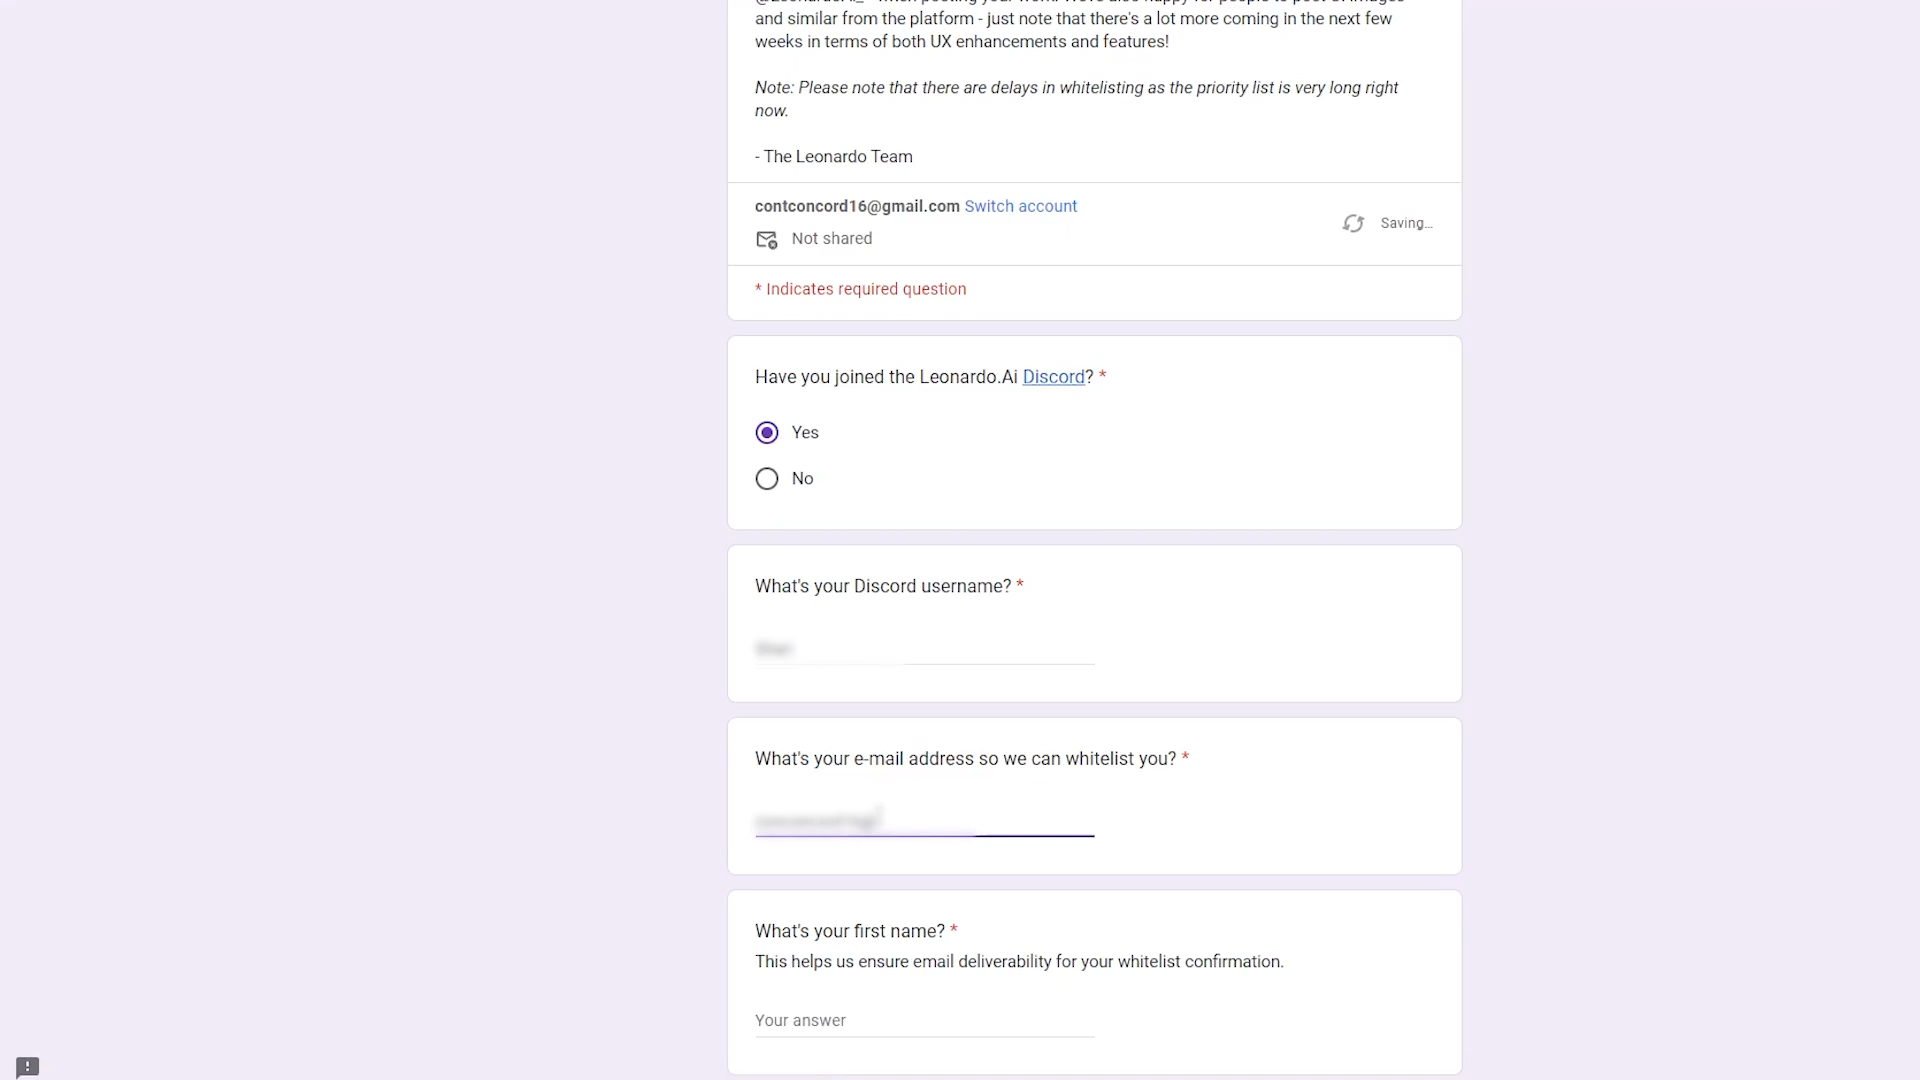 and similar from the platform - just note that there's a lot more coming in the next few
weeks in terms of both UX enhancements and features!
Note: Please note that there are delays in whitelisting as the priority list is very long right
now.
- The Leonardo Team
contconcord16@gmail.com Switch account
Saving...
Not shared
* Indicates required question
Have you joined the Leonardo.Ai Discord? *
Yes
No
What's your Discord username? *
What's your e-mail address so we can whitelist you? *
What's your first name? *
This helps us ensure email deliverability for your whitelist confirmation.
Your answer